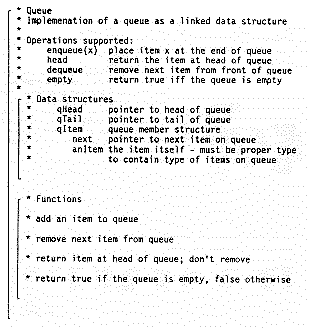 * Queue
* Implemenation of a queue as a linked data structure
*
* Operations supported:
* enqueue(x) place item x at the end of queue
* head return the item at head of queue
* dequeue remove next item from front of queue
* empty return true iff the queue is empty
*
* Data structures
* qHead pointer to head of queue
* qTail pointer to tail of queue
* qItem queue member structure
* next pointer to next item on queue
* anItem the item itself - must be proper type
* to contain type of items on queue
* Functions
* add an item to queue
* remove next item from queue
* return item at head of queue; don't remove
* return true if the queue is empty, false otherwise